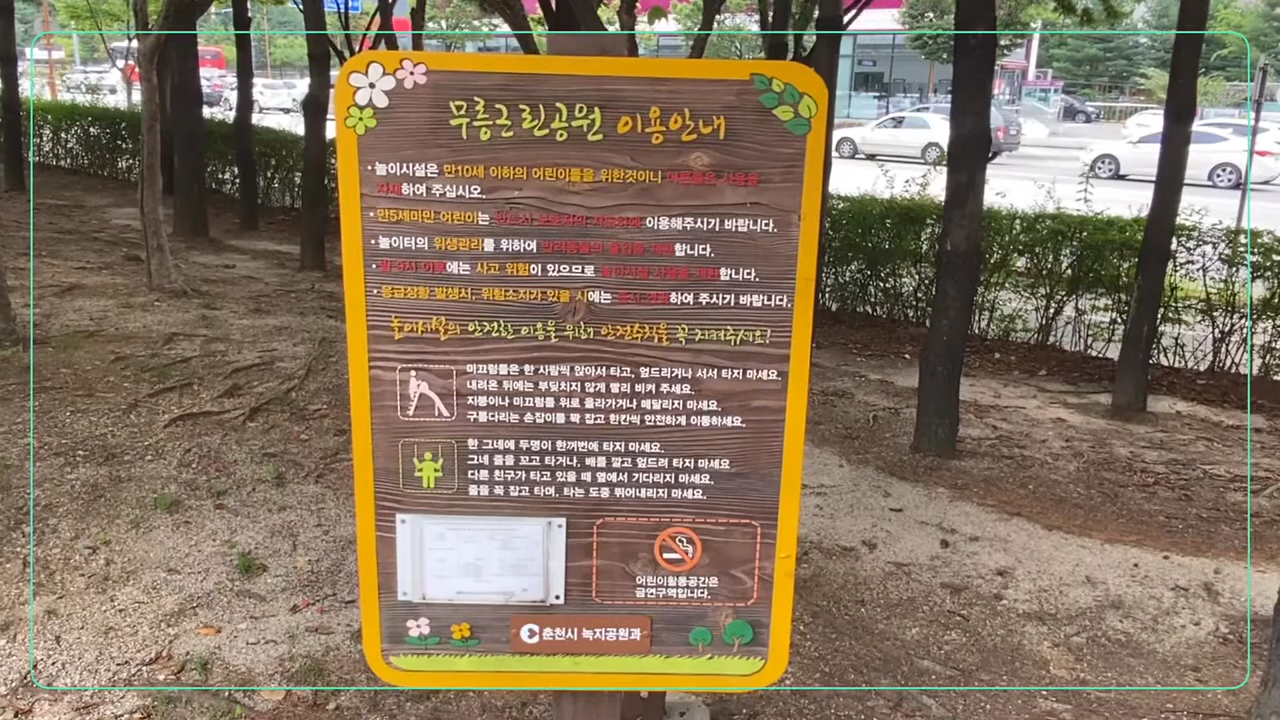 무릉근린공원 이용안내
· 놀이시설은 만10세 이하의 어린이들을 위한것이니 어른들은 사용을
자제하여 주십시오.
· 만5세미만 어린이는 반드시 보호자의 지도하에 이용해주시기 바랍니다.
· 놀이터의 위생관리를 위하여 반려동물의 출입을 제한합니다.
· 밤 9시 이후에는 사고 위험이 있으므로 놀이시설 사용을 제한합니다.
· 응급상황 발생시, 위험소지가 있을 시에는 즉시 연락하여 주시기 바랍니다.
놀이시설의 안전한 이용을 위해 안전수칙을 꼭 지켜주세요!
미끄럼틀은 한 사람씩 앉아서 타고, 엎드리거나 서서 타지 마세요.
내려온 뒤에는 부딪치지 않게 빨리 비켜 주세요.
지붕이나 미끄럼틀 위로 올라가거나 매달리지 마세요.
구름다리는 손잡이를 꽉 잡고 한칸씩 안전하게 이동하세요.
한 그네에 두명이 한꺼번에 타지 마세요.
그네 줄을 꼬고 타거나, 배를 깔고 엎드려 타지 마세요
다른 친구가 타고 있을 때 옆에서 기다리지 마세요.
줄을 꼭 잡고 타며, 타는 도중 뛰어내리지 마세요.
어린이활동공간은
금연구역입니다.
춘천시 녹지공원과